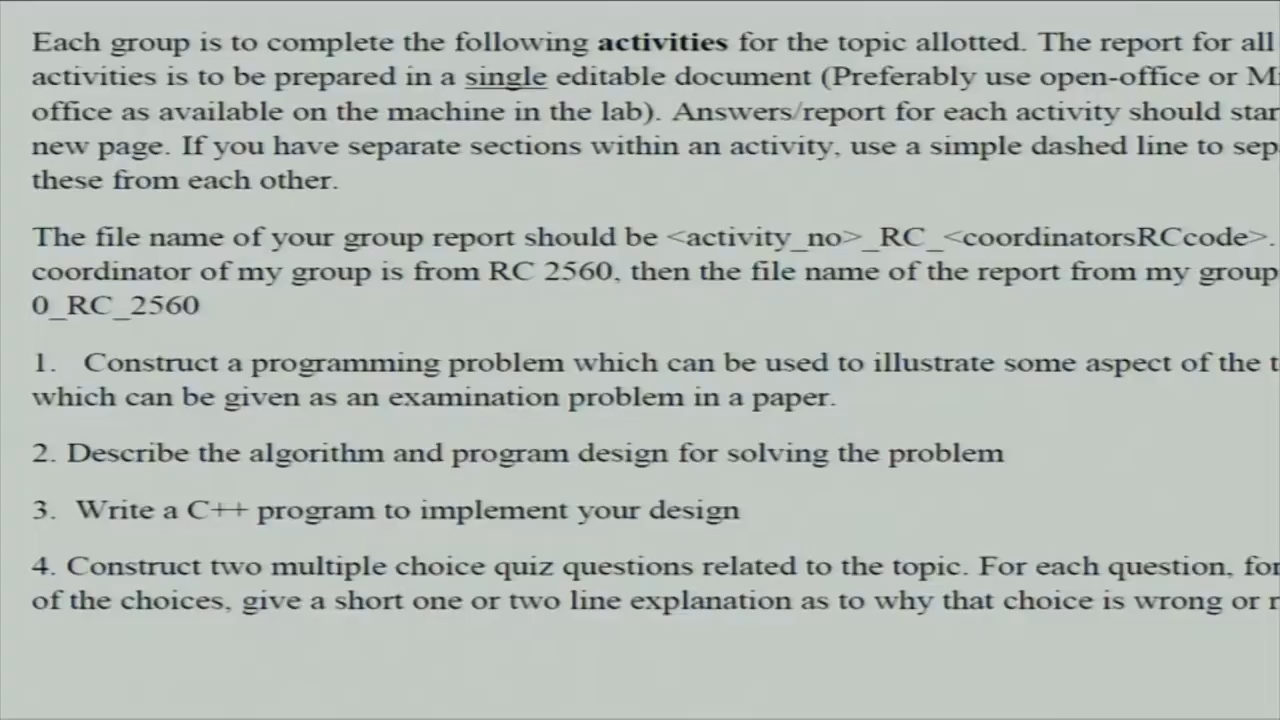 Each group is to complete the following activities for the topic allotted. The report for all
activities is to be prepared in a single editable document (Preferably use open-office or
office as available on the machine in the lab). Answers/report for each activity should
new page. If you have separate sections within an activity, use a simple dashed line to
these from each other.
The file name of your group report should be <activity_no>_RC_<coordinatorsRCcode>.
coordinator of my group is from RC 2560, then the file name of the report from my group
0_RC_2560
1. Construct a programming problem which can be used to illustrate some aspect of the
which can be given as an examination problem in a paper.
2. Describe the algorithm and program design for solving the problem
3. Write a C++ program to implement your design
4. Construct two multiple choice quiz questions related to the topic. For each question,
of the choices, give a short one or two line explanation as to why that choice is wrong or